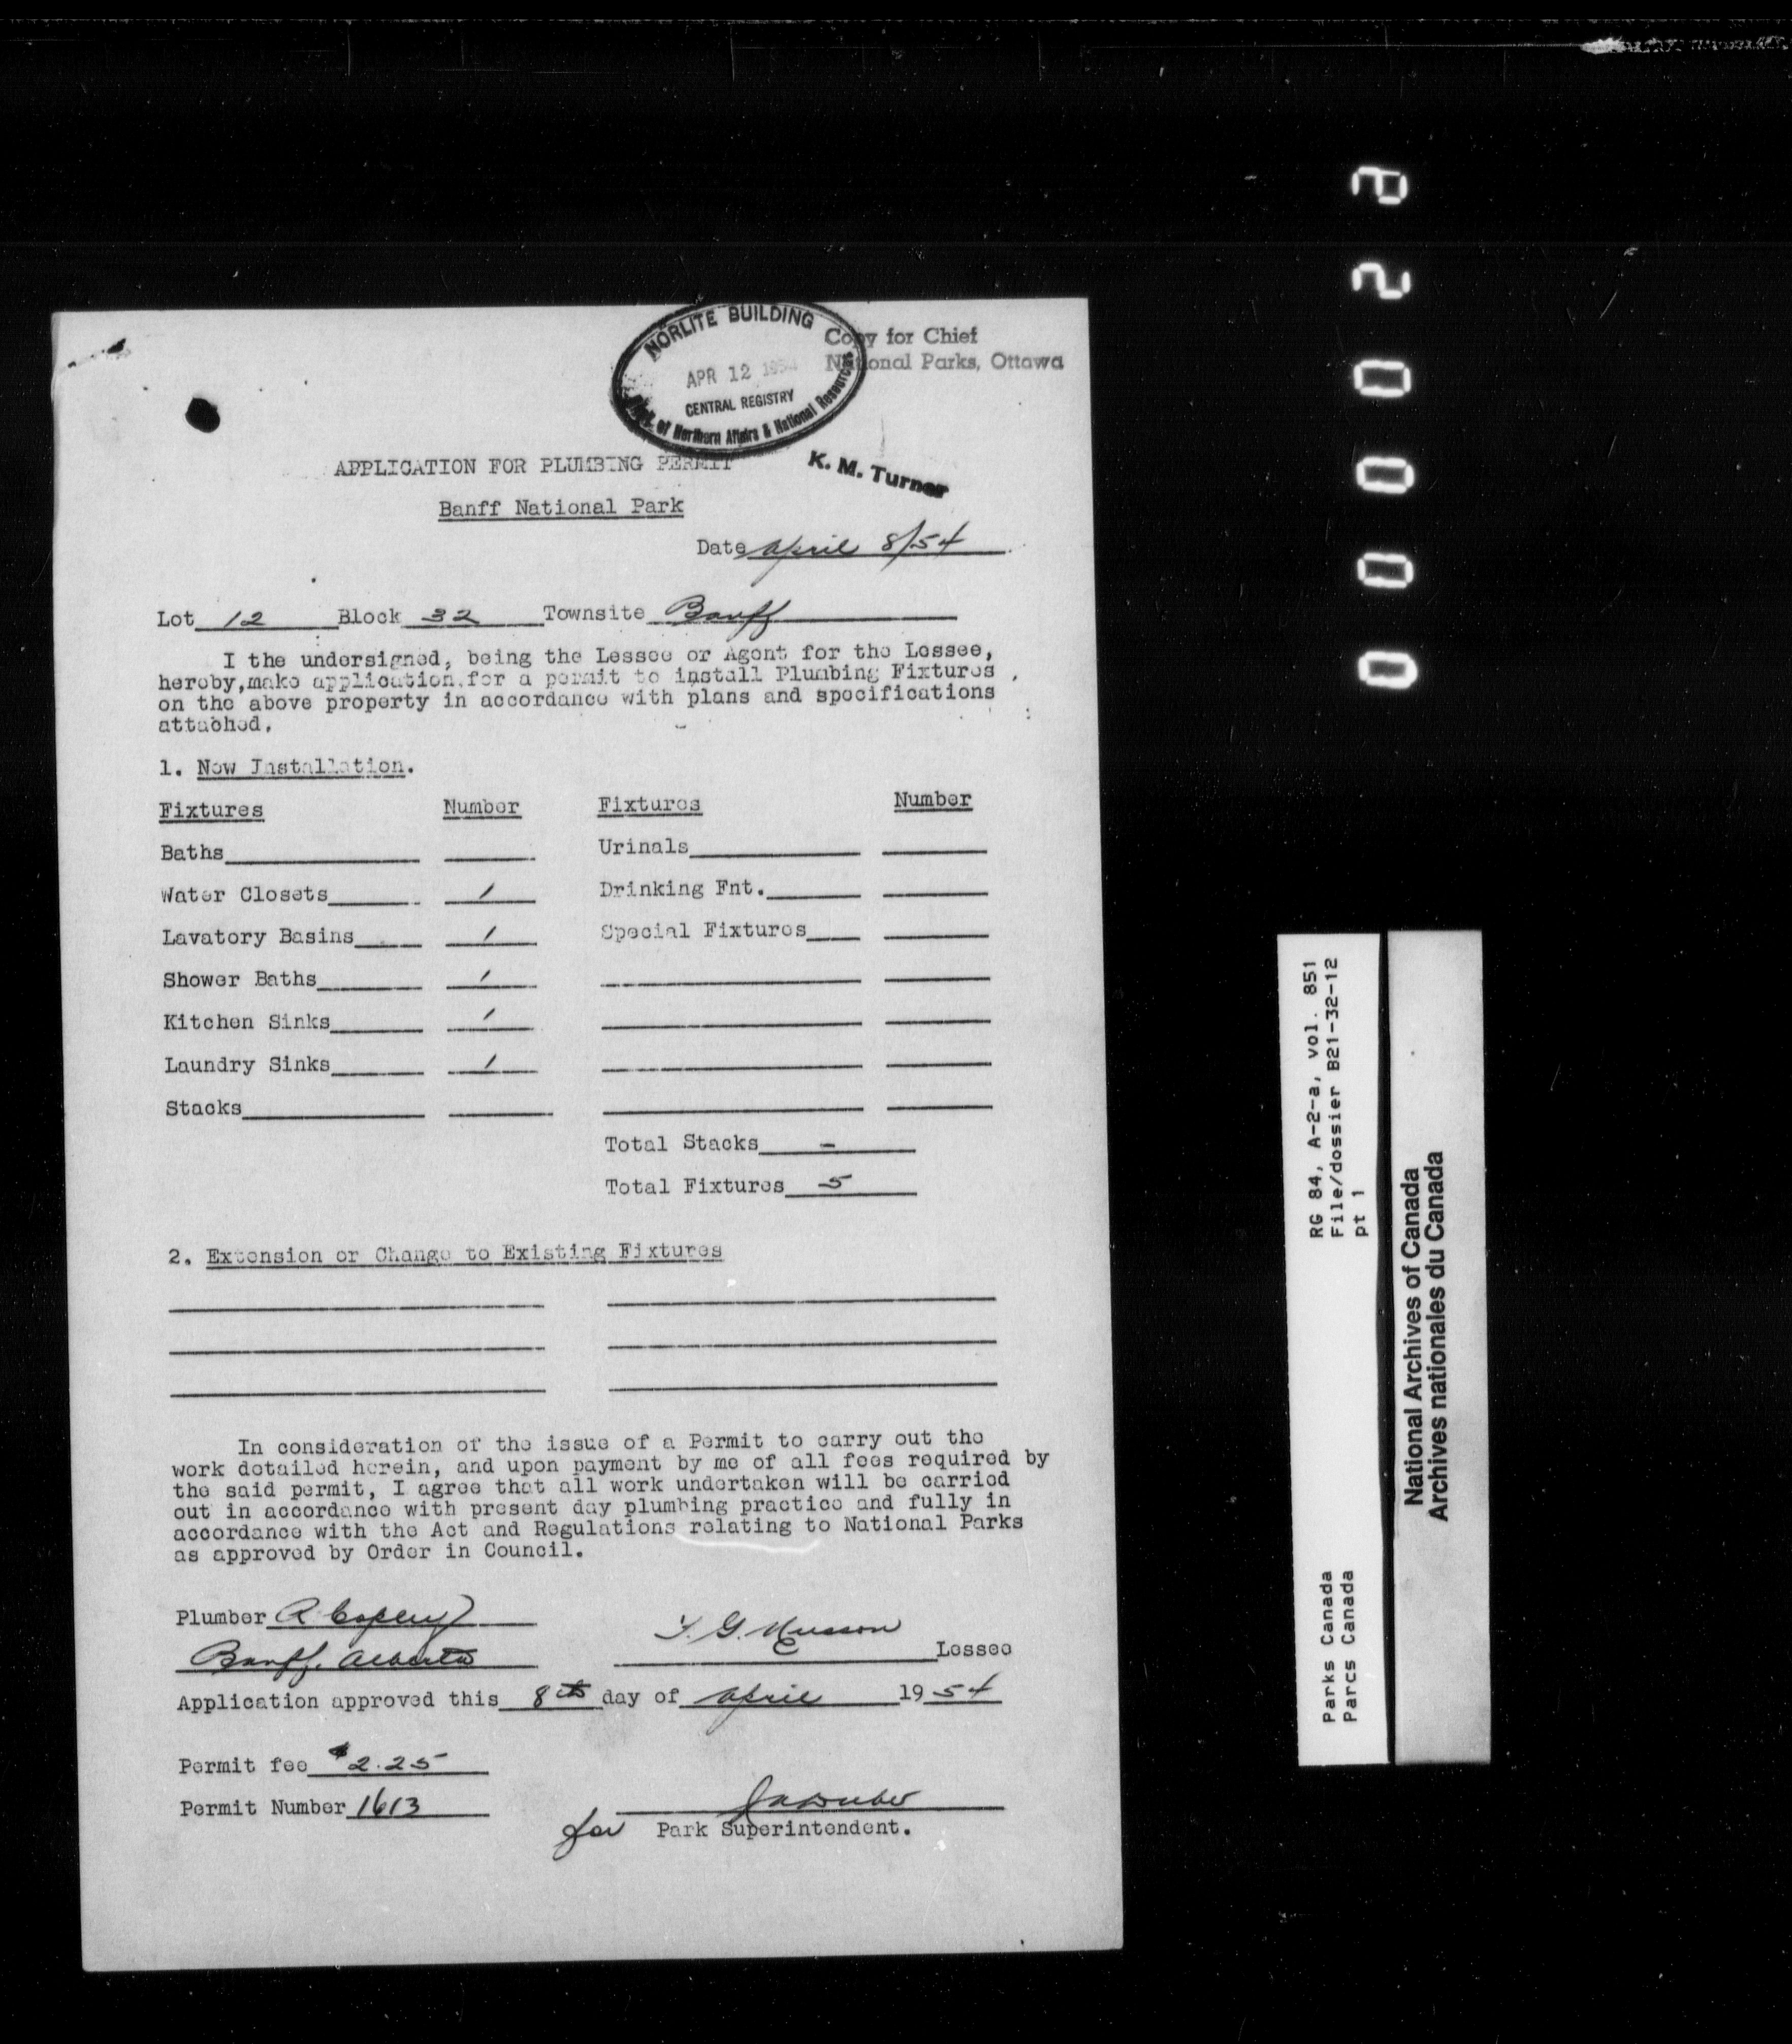 NORLITE BUILDING
APR 12 1954
CENTRAL REGISTRY
Dept. of Northern Affairs & National Resources
Copy for Chief
National Parks, Ottawa
K. M. Turner
APPLICATION FOR PLUMBING PERMIT
Banff National Park
Date April 8/54
Lot 12 Block 32 Townsite Banff
I the undersigned, being the Lessee or Agent for the Lessee,
hereby, make application for a permit to install Plumbing Fixtures
on the above property in accordance with plans and specifications
attached.
1. New Installation.
Fixtures Number Fixtures Number
Baths Urinals
Water Closets 1 Drinking Fnt.
Lavatory Basins 1 Special Fixtures
Shower Baths 1
Kitchen Sinks 1
Laundry Sinks 1
Stacks
Total Stacks -
Total Fixtures 5
2. Extension or Change to Existing Fixtures
In consideration of the issue of a Permit to carry out the
work detailed herein, and upon payment by me of all fees required by
the said permit, I agree that all work undertaken will be carried
out in accordance with present day plumbing practice and fully in
accordance with the Act and Regulations relating to National Parks
as approved by Order in Council.
Plumber R
Banff. Alberta
Lessee
Application approved this 8th day of April 1954
Permit fee $2.25
Permit Number 1613
for Park Superintendent.
000028
RG 84, A-2-a, vol. 851
File/dossier B21-32-12
pt 1
Parks Canada
Parcs Canada
National Archives of Canada
Archives nationales du Canada